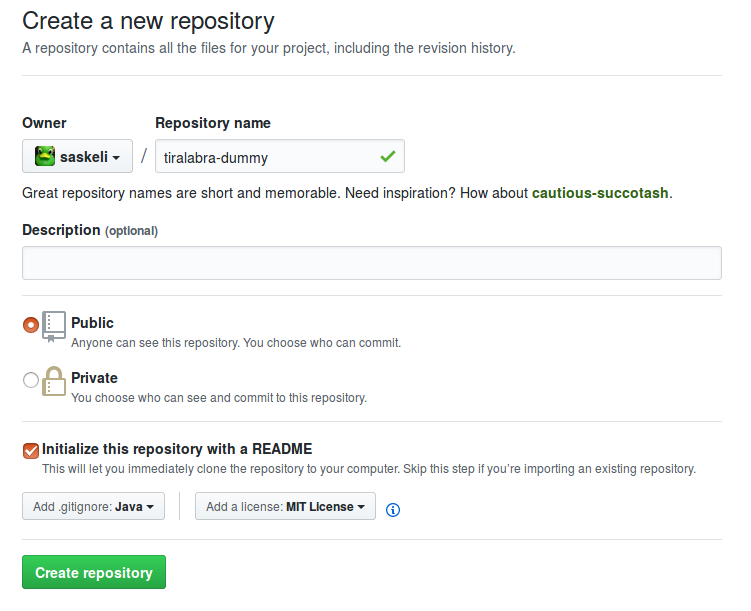 Create a new repository
A repository contains all the files for your project, including the revision history.
Owner
Repository name
saskeli / tiralabra-dummy
Great repository names are short and memorable. Need inspiration? How about cautious-succotash.
Description (optional)
Public
Anyone can see this repository. You choose who can commit.
Private
You choose who can see and commit to this repository.
Initialize this repository with a README
This will let you immediately clone the repository to your computer. Skip this step if you’re importing an existing repository.
Add .gitignore: Java
Add a license: MIT License
Create repository